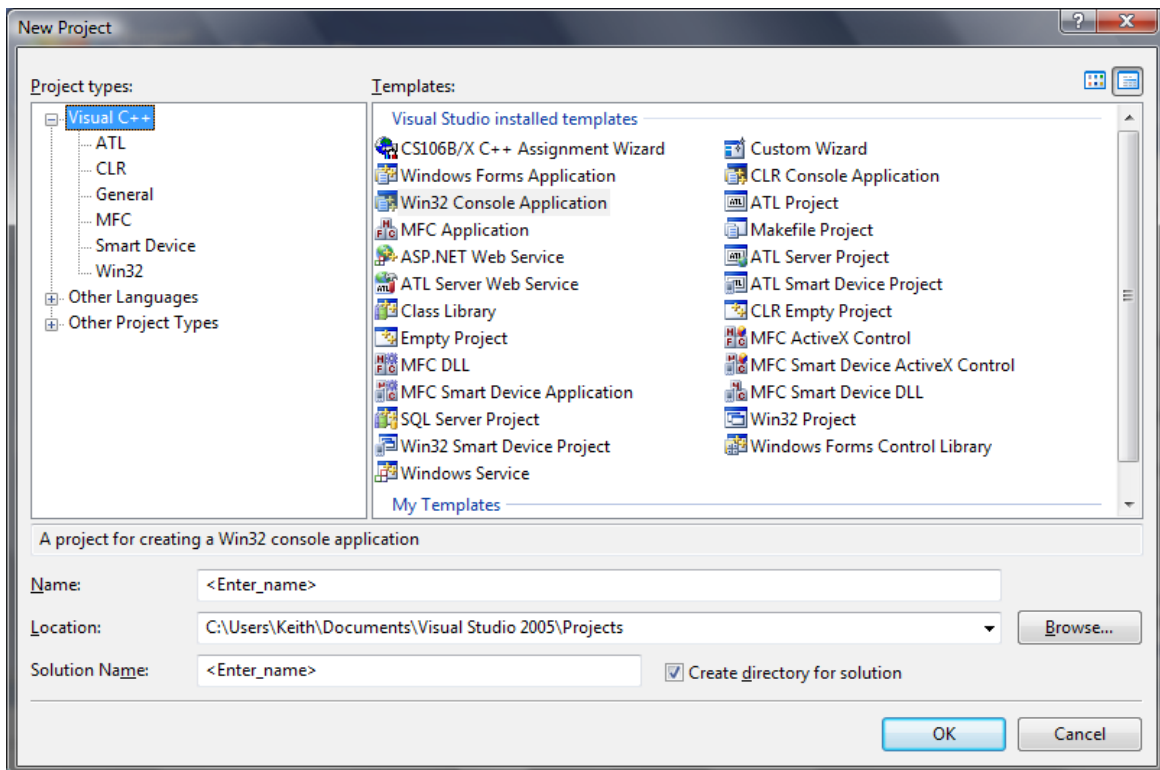 New Project
Project types:
Templates:
Visual C++
ATL
CLR
General
MFC
Smart Device
Win32
Other Languages
Other Project Types
Visual Studio installed templates
CS106B/X C++ Assignment Wizard
Custom Wizard
Windows Forms Application
CLR Console Application
Win32 Console Application
ATL Project
MFC Application
Makefile Project
ASP.NET Web Service
ATL Server Project
ATL Server Web Service
ATL Smart Device Project
Class Library
CLR Empty Project
Empty Project
MFC ActiveX Control
MFC DLL
MFC Smart Device ActiveX Control
MFC Smart Device Application
MFC Smart Device DLL
SQL Server Project
Win32 Project
Win32 Smart Device Project
Windows Forms Control Library
Windows Service
My Templates
A project for creating a Win32 console application
Name:
<Enter_name>
Location:
C:\Users\Keith\Documents\Visual Studio 2005\Projects
Browse...
Solution Name:
<Enter_name>
Create directory for solution
OK
Cancel